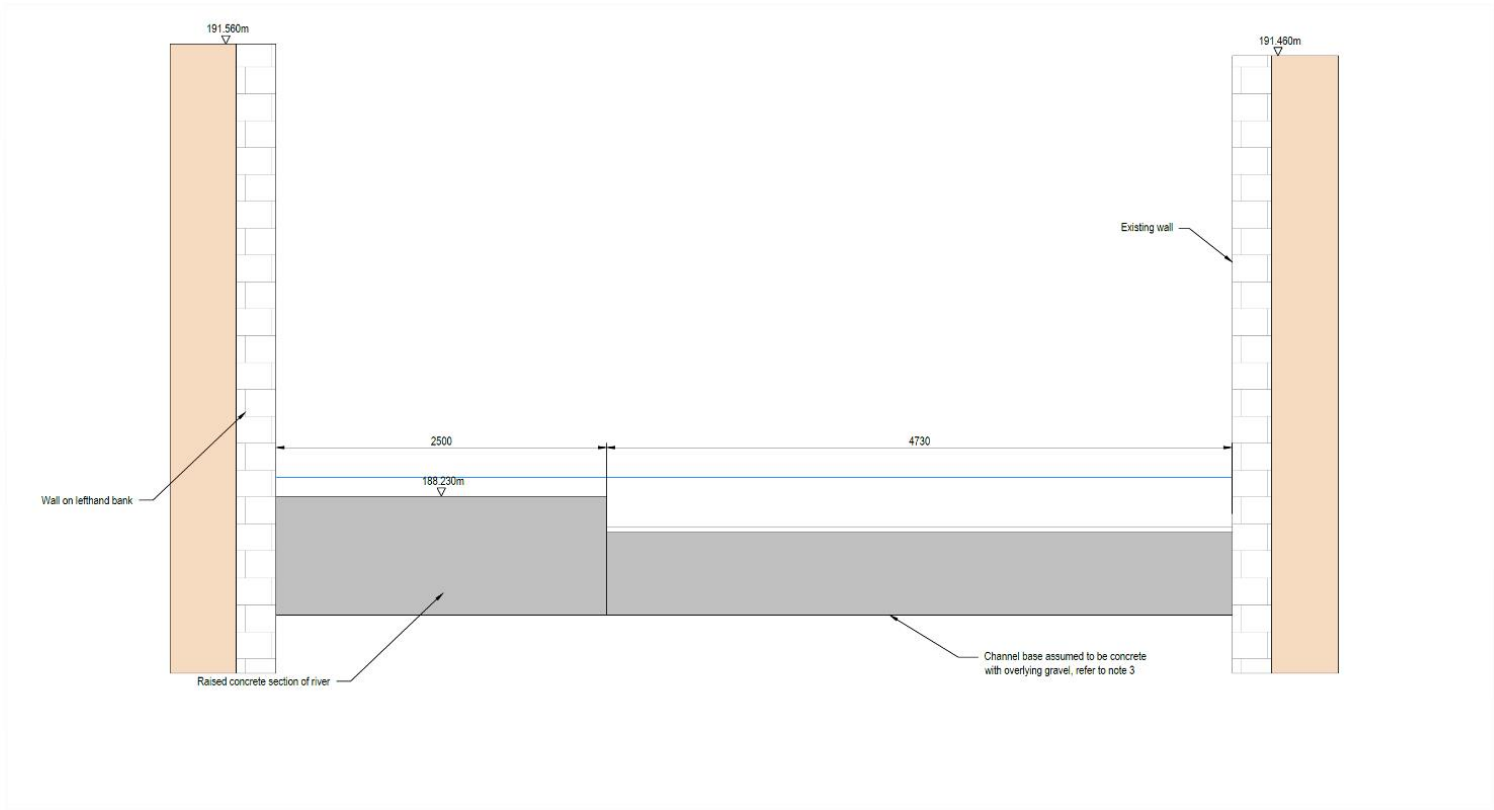 191.560m
191.460m
Existing wall
2500
4730
188.230m
Wall on lefthand bank
Channel base assumed to be concrete
with overlying gravel, refer to note 3
Raised concrete section of river